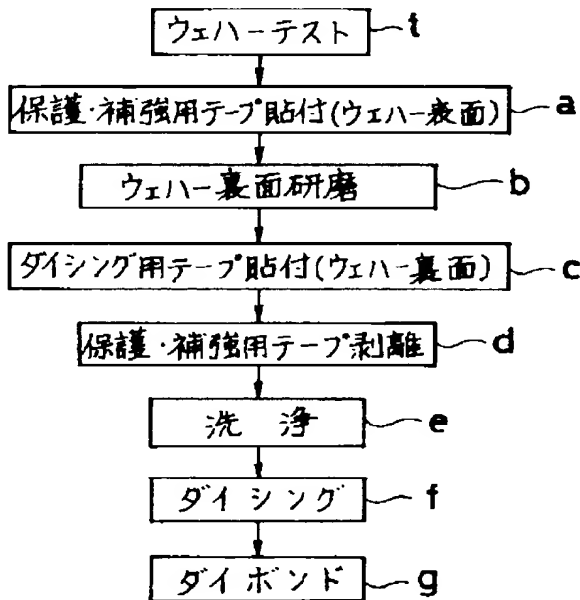 ウェハーテスト t
保護・補強用テープ貼付(ウェハー表面) a
ウェハー裏面研磨 b
ダイシング用テープ貼付(ウェハー裏面) c
保護・補強用テープ剥離 d
洗 浄 e
ダイシング f
ダイボンド g